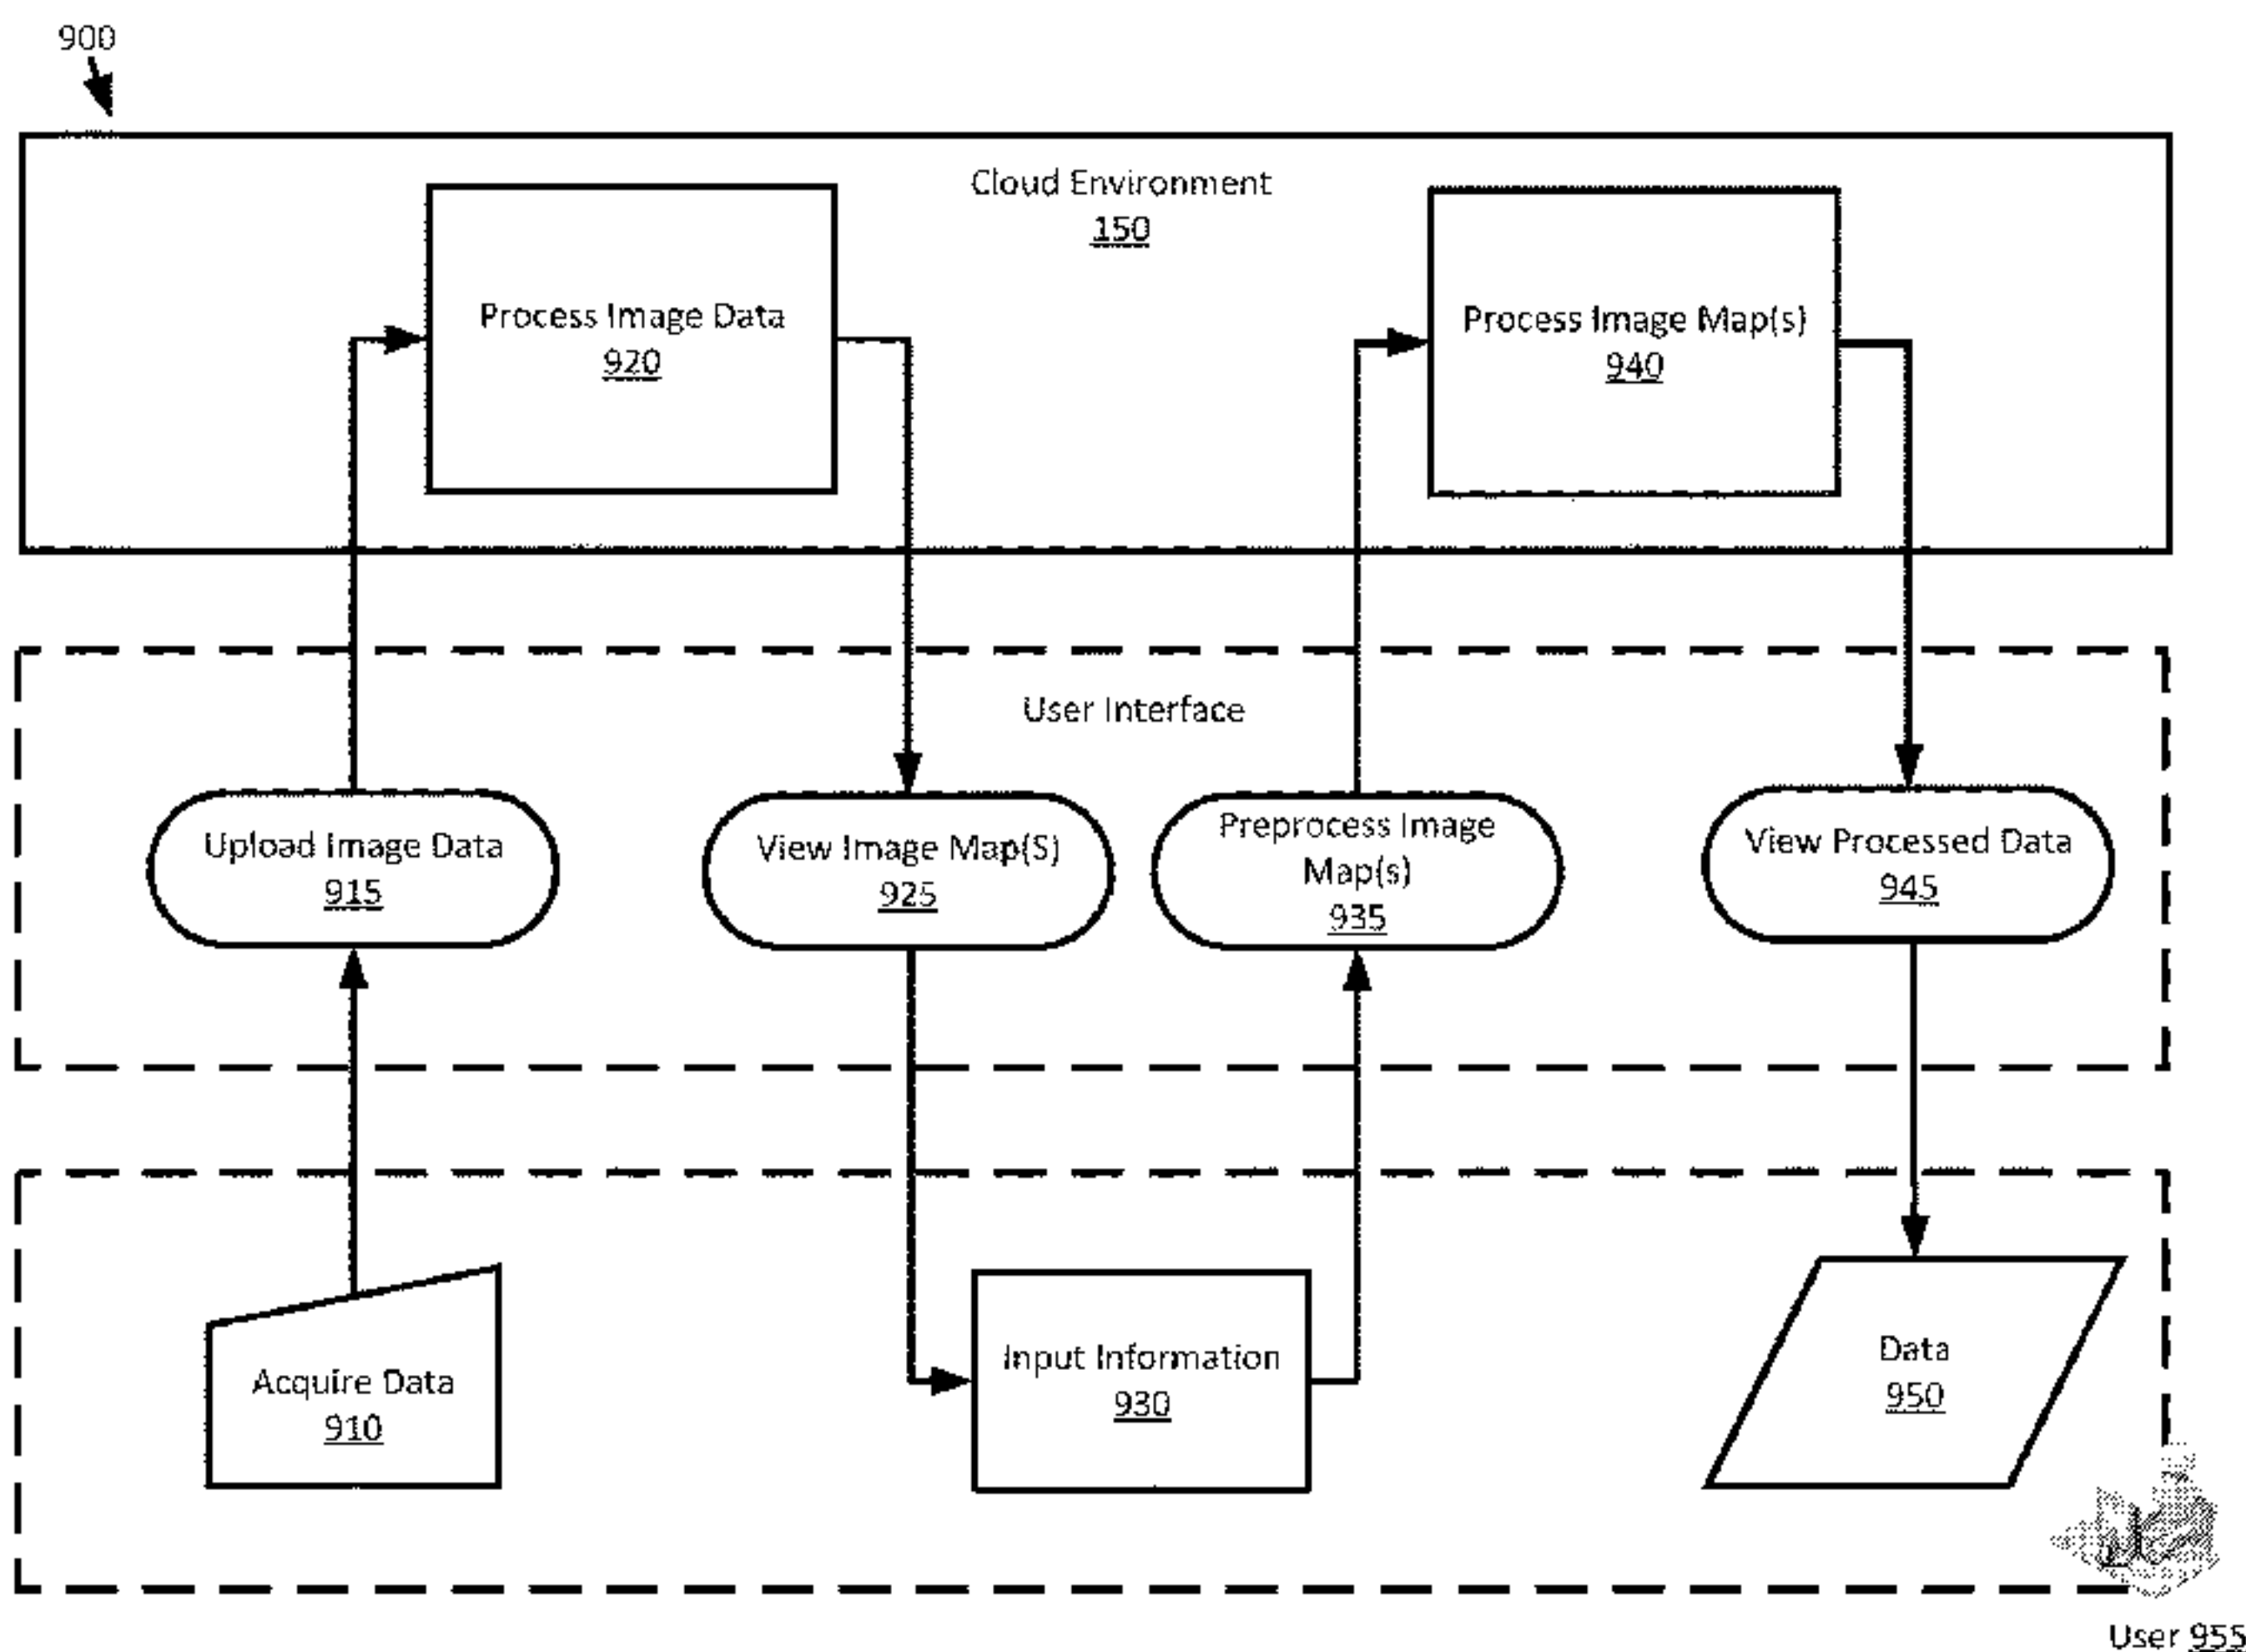 900
Cloud Environment
150
Process Image Data
920
Process Image Map(s)
940
User Interface
Upload Image Data
915
View Image Map(S)
925
Preprocess Image
Map(s)
935
View Processed Data
945
Acquire Data
910
Input Information
930
Data
950
User 955